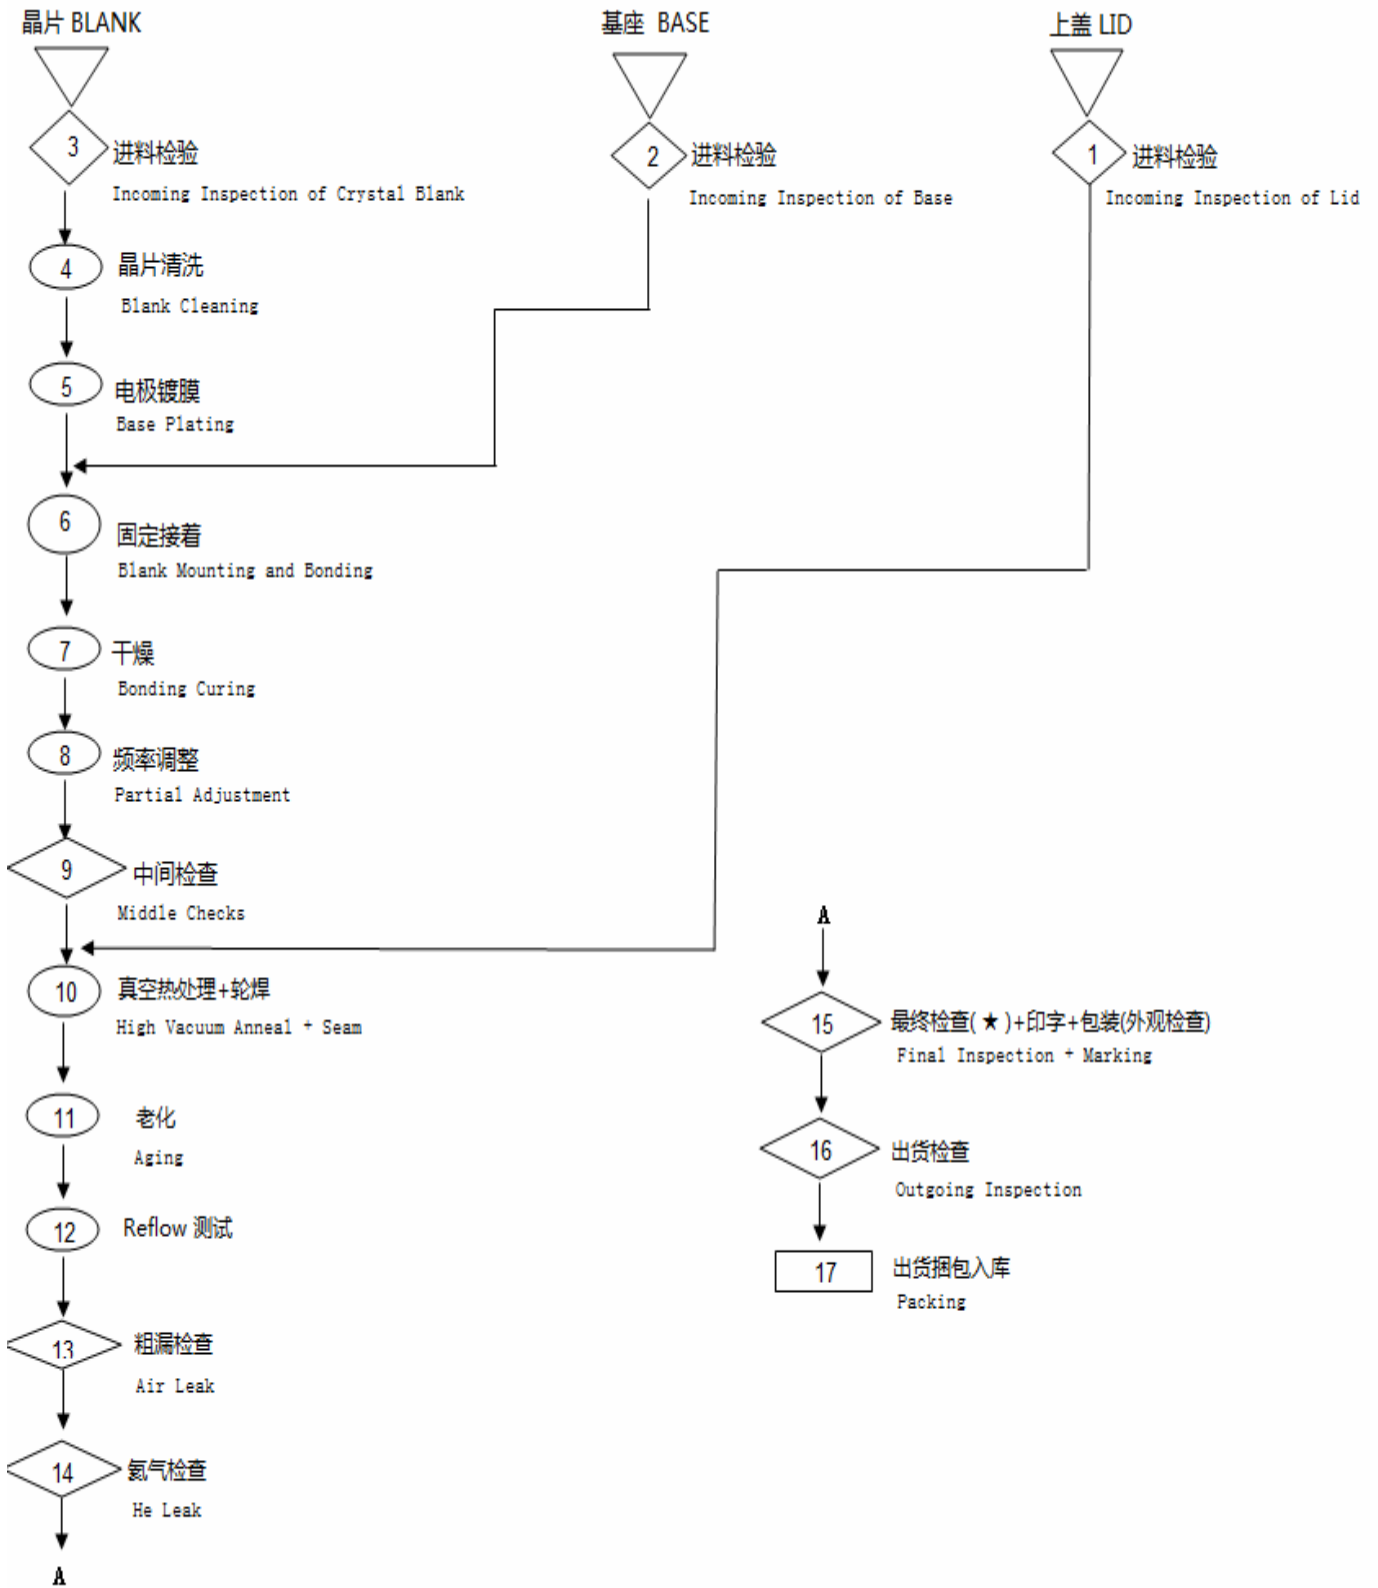 晶片 BLANK
基座 BASE
上盖 LID
3
进料检验
Incoming Inspection of Crystal Blank
2
进料检验
Incoming Inspection of Base
1
进料检验
Incoming Inspection of Lid
4
晶片清洗
Blank Cleaning
5
电极镀膜
Base Plating
6
固定接着
Blank Mounting and Bonding
7
干燥
Bonding Curing
8
频率调整
Partial Adjustment
9
中间检查
Middle Checks
10
真空热处理+轮焊
High Vacuum Anneal + Seam
11
老化
Aging
12
Reflow 测试
13
粗漏检查
Air Leak
14
氦气检查
He Leak
A
A
15
最终检查(★)+印字+包装(外观检查)
Final Inspection + Marking
16
出货检查
Outgoing Inspection
17
出货捆包入库
Packing